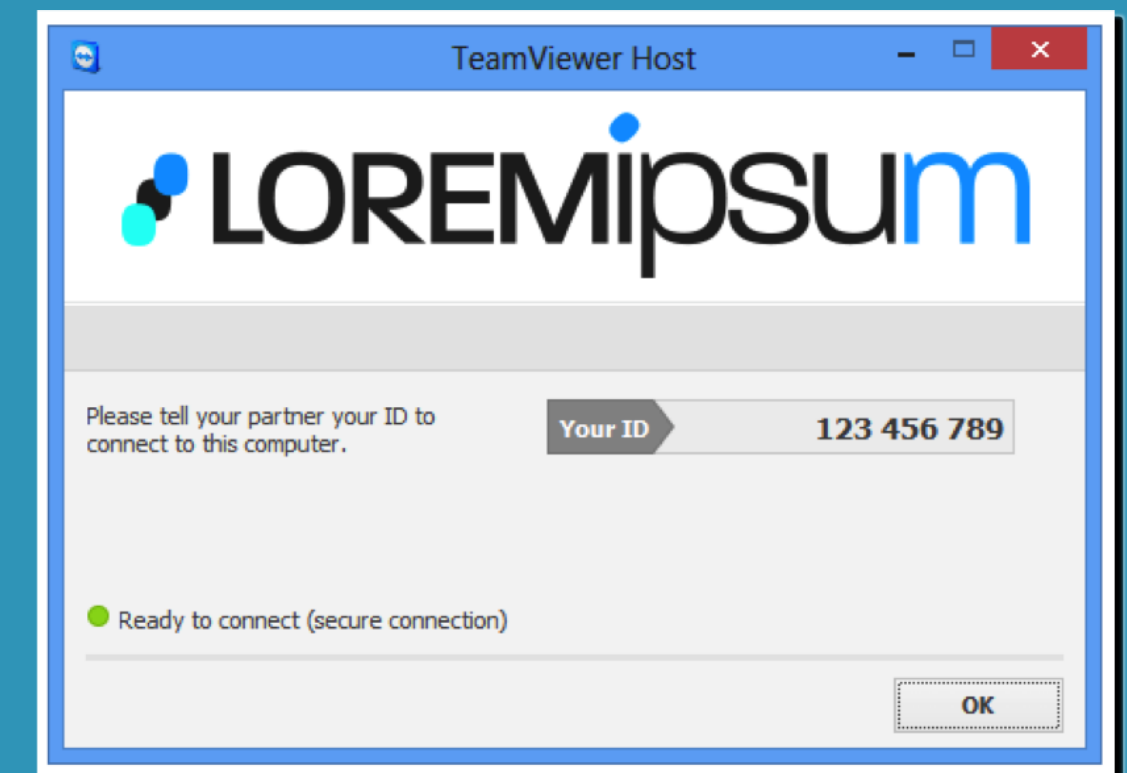 TeamViewer Host
LOREMipsum
Please tell your partner your ID to
connect to this computer.
Your ID
123 456 789
Ready to connect (secure connection)
OK